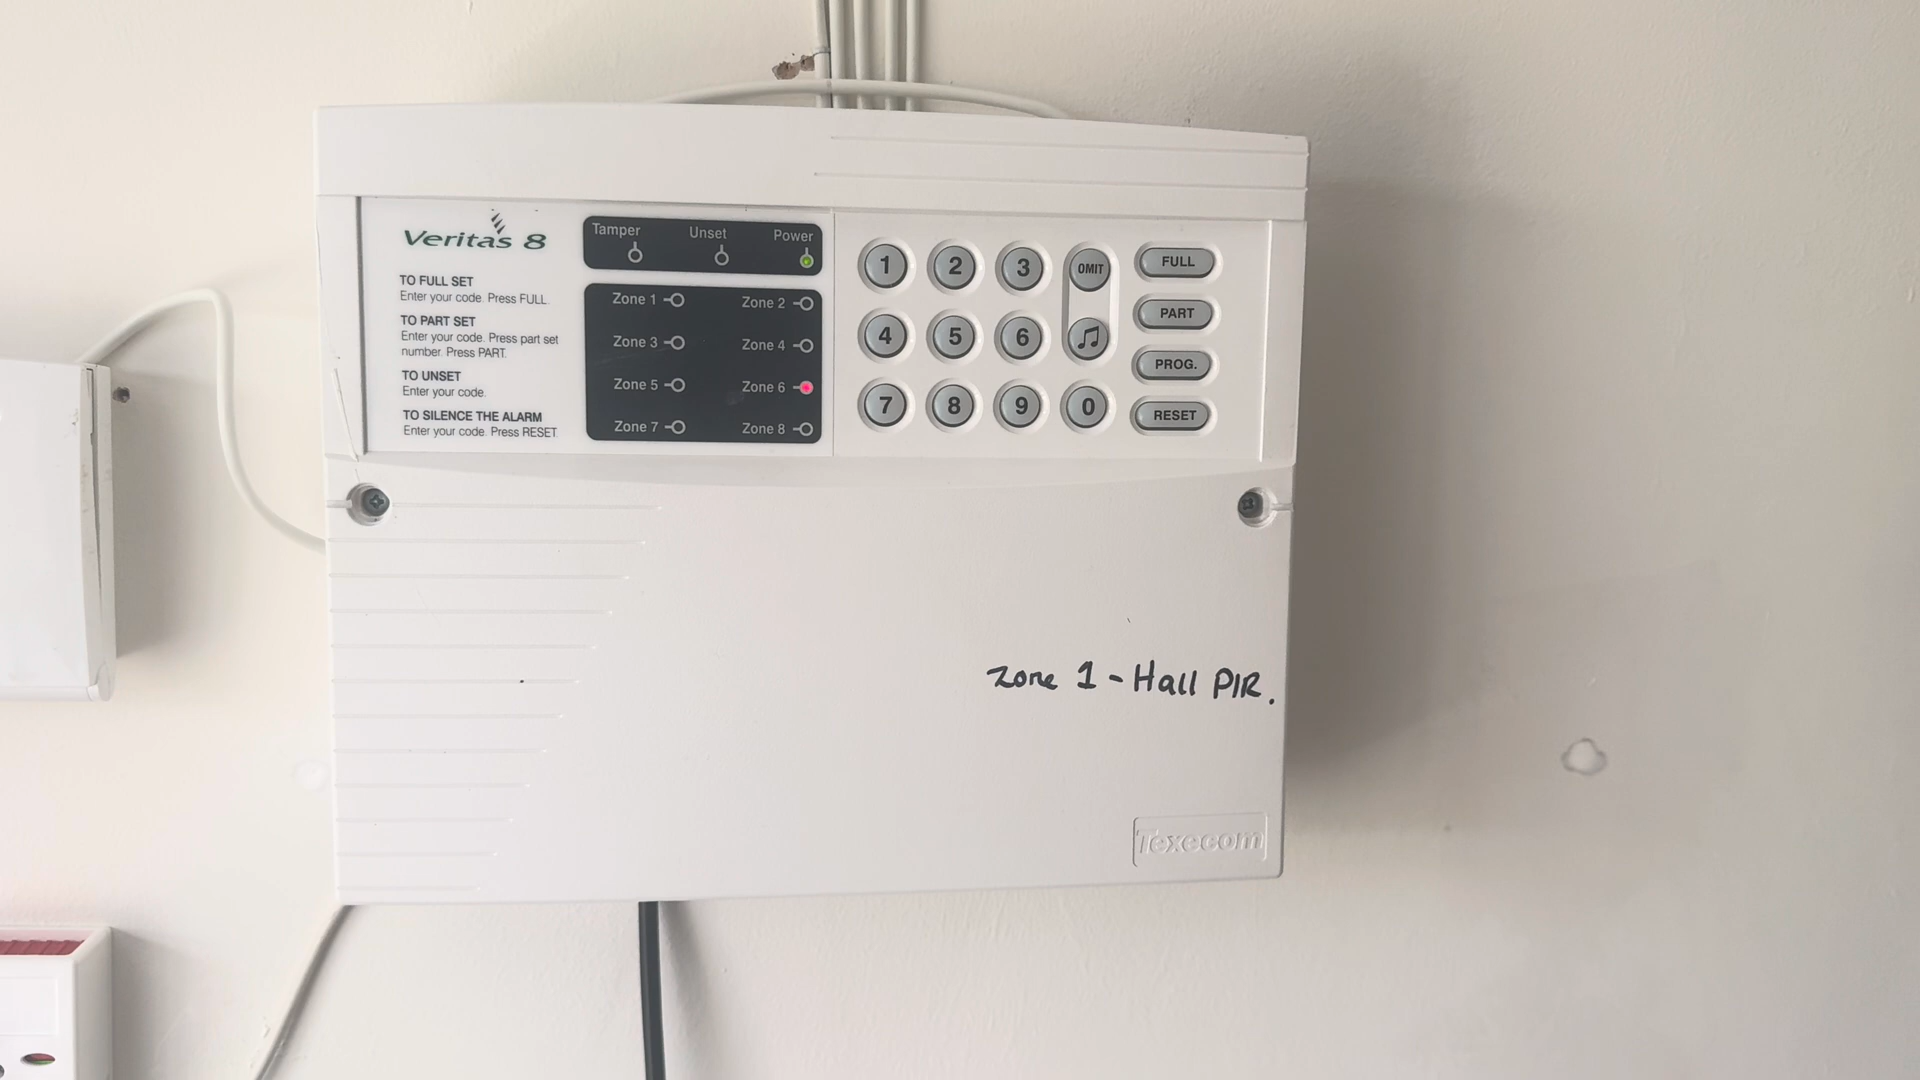 Veritas 8
TO FULL SET
Enter your code. Press FULL.
TO PART SET
Enter your code. Press part set
number. Press PART.
TO UNSET
Enter your code.
TO SILENCE THE ALARM
Enter your code. Press RESET
Tamper Unset Power
Zone 1 Zone 2
Zone 3 Zone 4
Zone 5 Zone 6
Zone 7 Zone 8
1 2 3 OMIT FULL
PART
4 5 6
PROG.
7 8 9 0 RESET
Zone 1 - Hall PIR.
Texecom